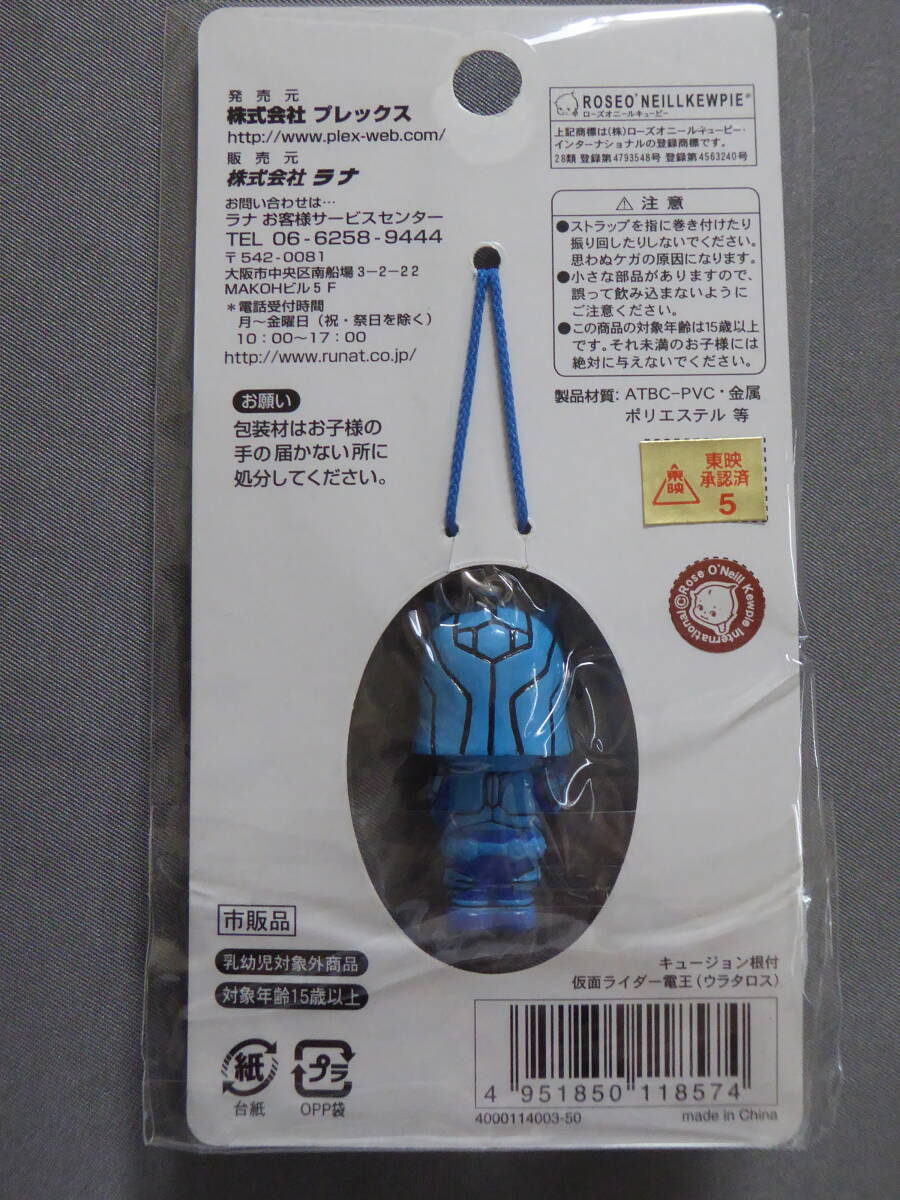 発売元
株式会社 プレックス
http://www.plex-web.com/
販売元
株式会社 ラナ
お問い合わせは…
ラナ お客様サービスセンター
TEL 06-6258-9444
〒542-0081
大阪市中央区南船場3-2-22
MAKOHビル5F
*電話受付時間
月～金曜日（祝・祭日を除く）
10:00～17:00
http://www.runat.co.jp/
お願い
包装材はお子様の
手の届かない所に
処分してください。
ROSEO'NEILLKEWPIE®
ローズオニールキューピー
上記商標は(株)ローズオニールキューピー・
インターナショナルの登録商標です。
28類 登録第4793548号 登録第4563240号
⚠ 注意
●ストラップを指に巻き付けたり
振り回したりしないでください。
思わぬケガの原因になります。
●小さな部品がありますので、
誤って飲み込まないように
ご注意ください。
●この商品の対象年齢は15歳以上
です。それ未満のお子様には
絶対に与えないでください。
製品材質: ATBC-PVC・金属
ポリエステル 等
東映
東映
承認済
5
©Rose O'Neill Kewpie International
市販品
乳幼児対象外商品
対象年齢15歳以上
紙
台紙
プラ
OPP袋
キュージョン根付
仮面ライダー電王(ウラタロス)
4 951850 118574
4000114003-50
made in China